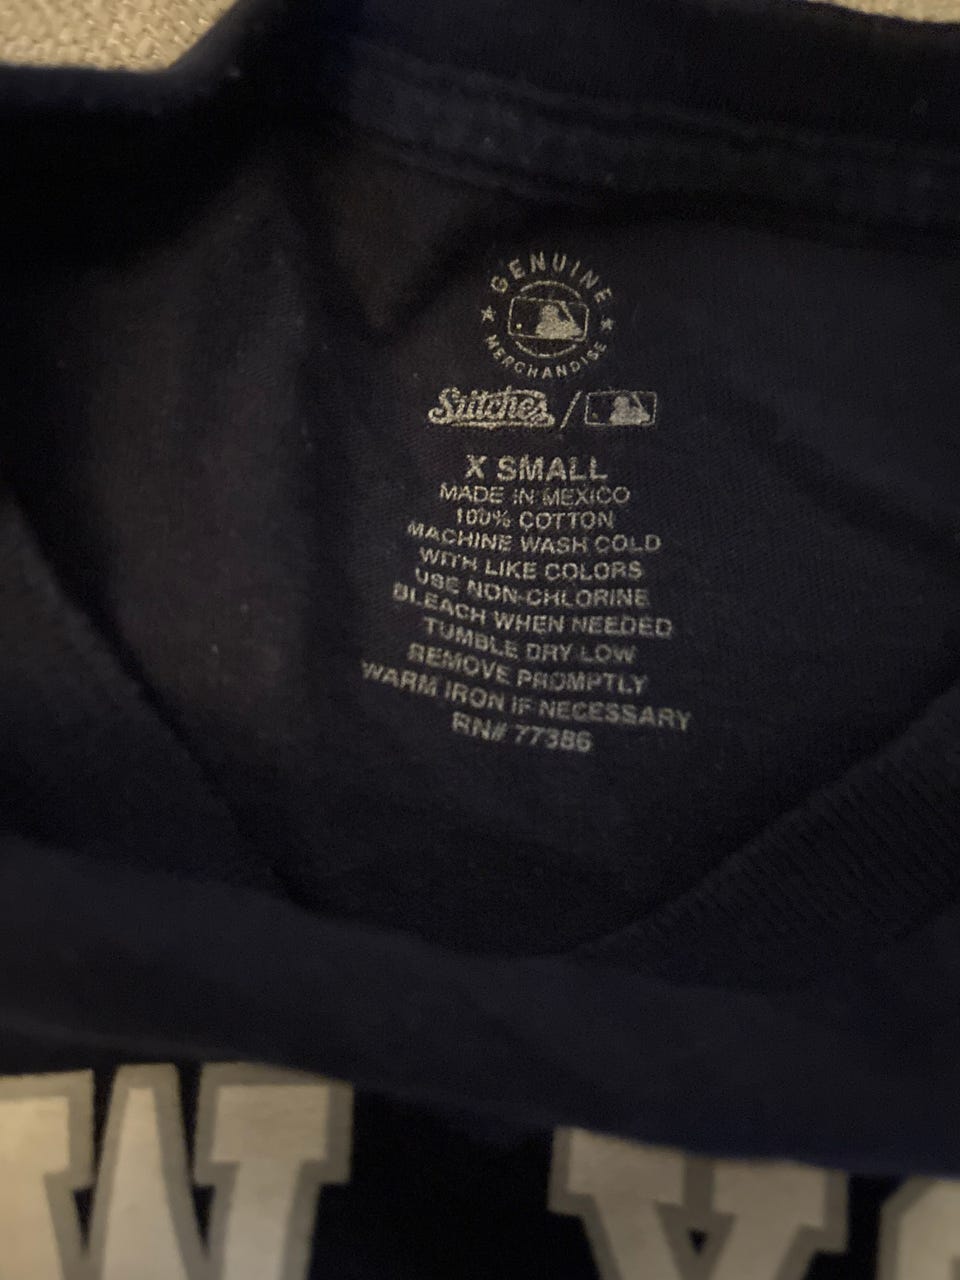 GENUINE
MERCHANDISE
Stitches /
X SMALL
MADE IN MEXICO
100% COTTON
MACHINE WASH COLD
WITH LIKE COLORS
USE NON-CHLORINE
BLEACH WHEN NEEDED
TUMBLE DRY LOW
REMOVE PROMPTLY
WARM IRON IF NECESSARY
RN# 77386
W YO